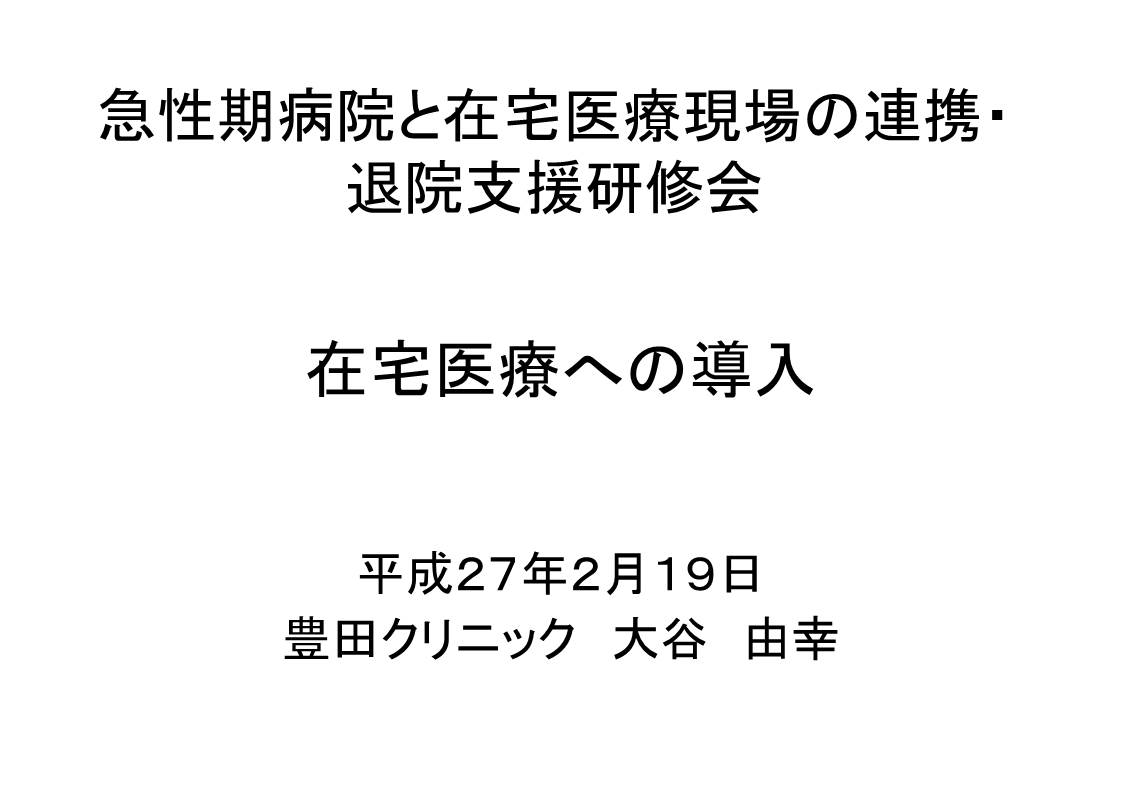 急性期病院と在宅医療現場の連携・
退院支援研修会
在宅医療への導入
平成２７年２月１９日
豊田クリニック　大谷　由幸